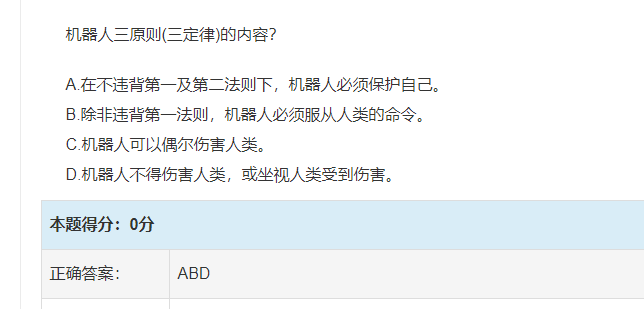 机器人三原则(三定律)的内容?
A.在不违背第一及第二法则下，机器人必须保护自己。
B.除非违背第一法则，机器人必须服从人类的命令。
C.机器人可以偶尔伤害人类。
D.机器人不得伤害人类，或坐视人类受到伤害。
本题得分：0分
正确答案： ABD